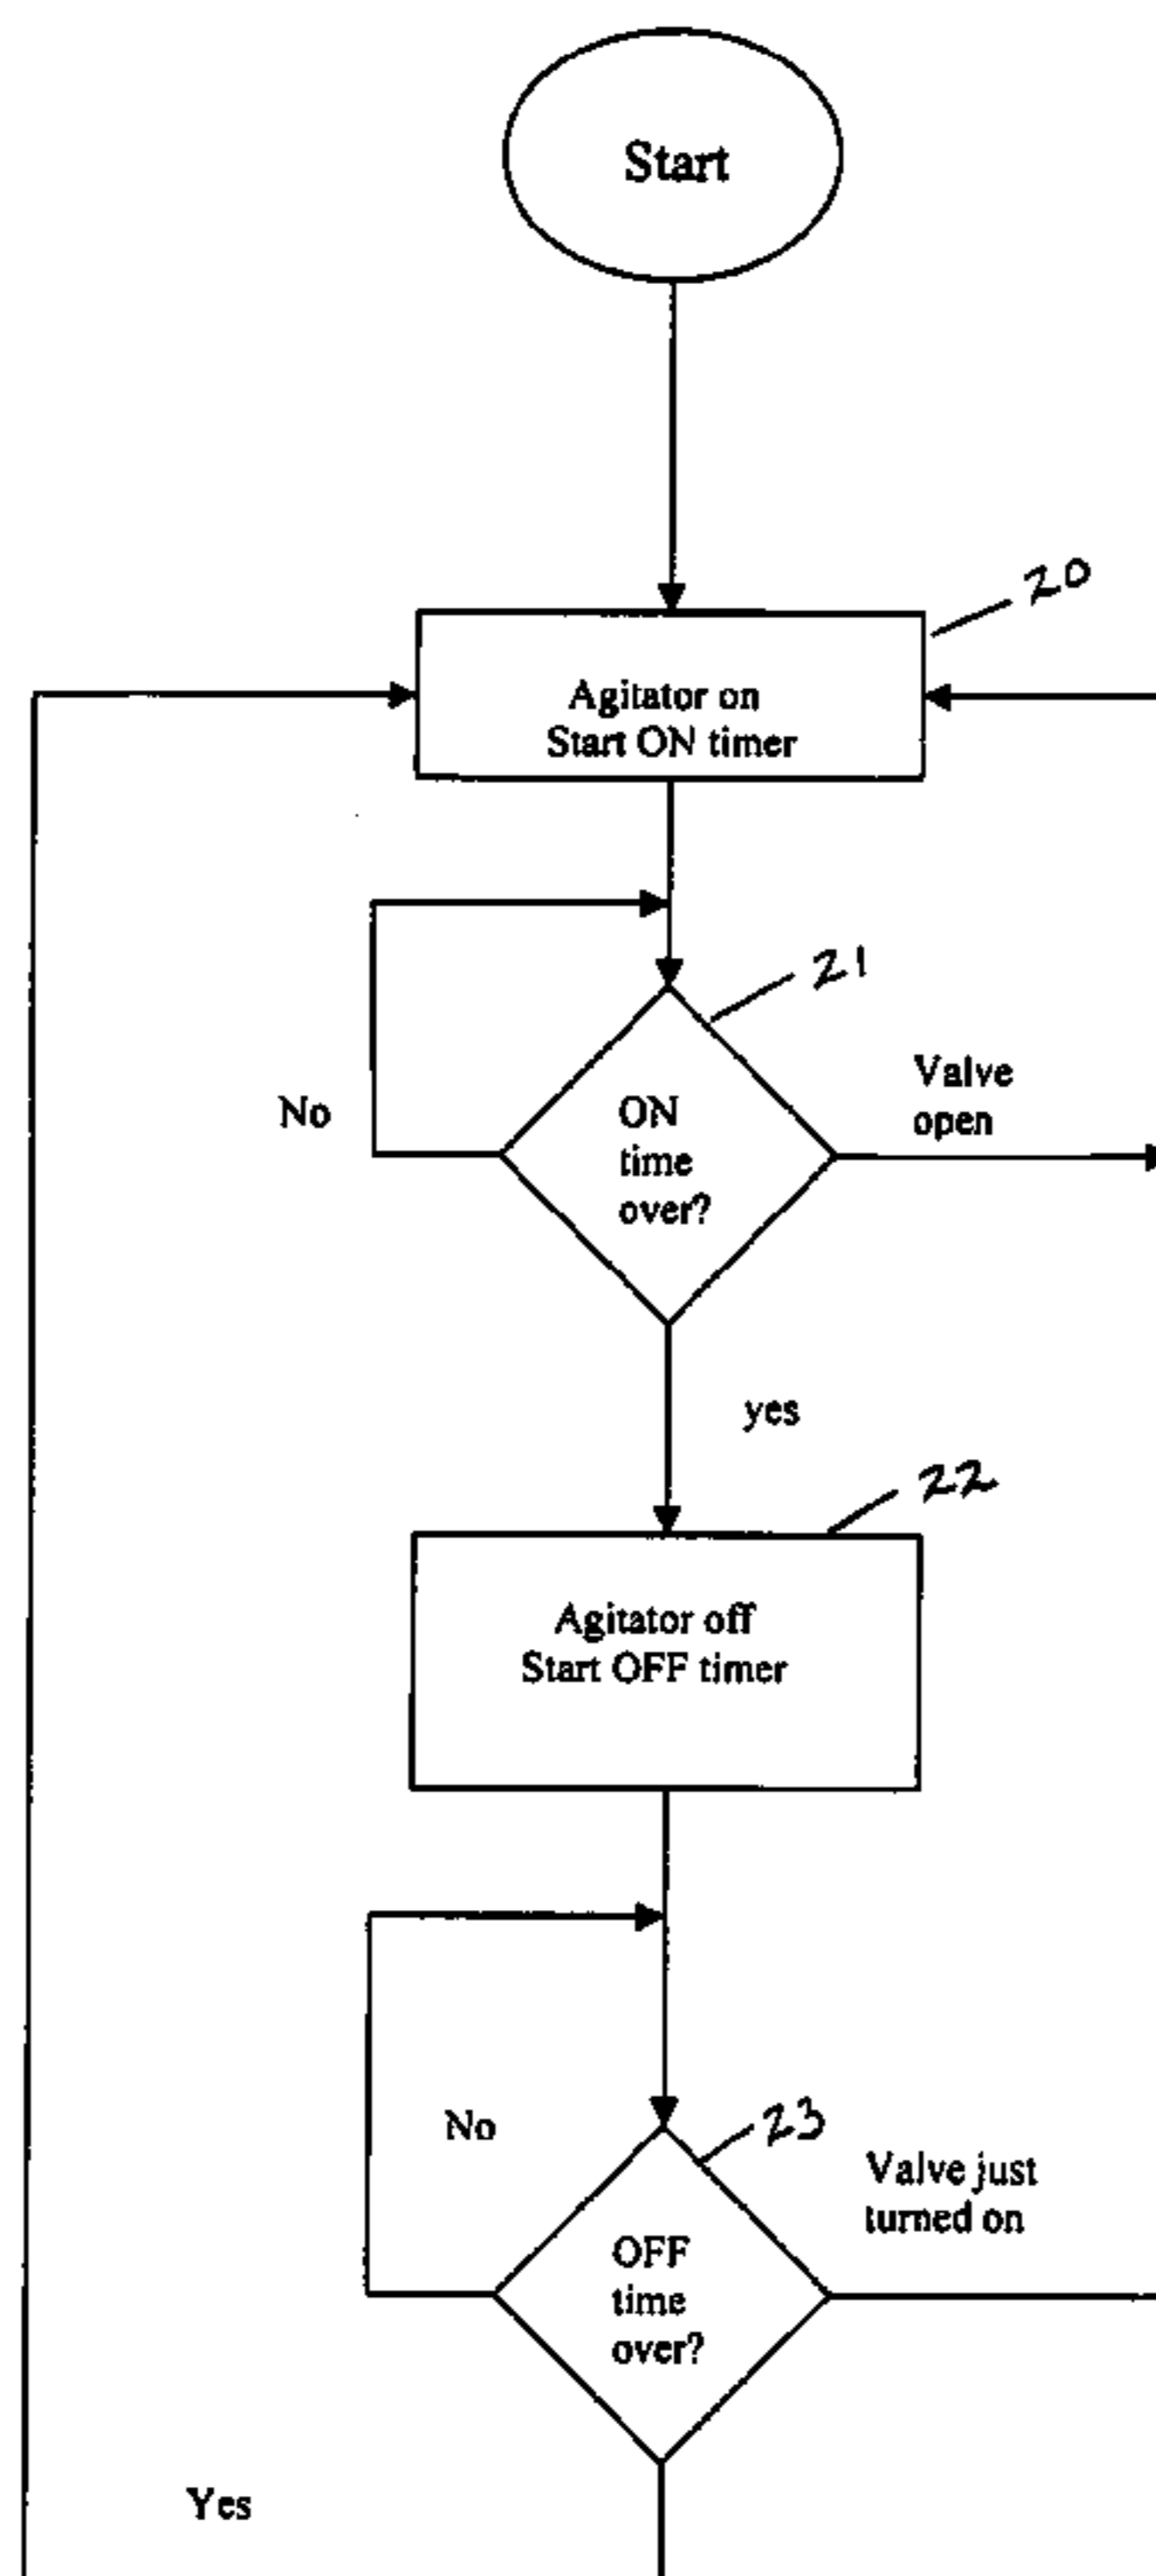 Start
20
Agitator on
Start ON timer
21
Valve
open
No
ON
time
over?
yes
22
Agitator off
Start OFF timer
23
No
Valve just
turned on
OFF
time
over?
Yes